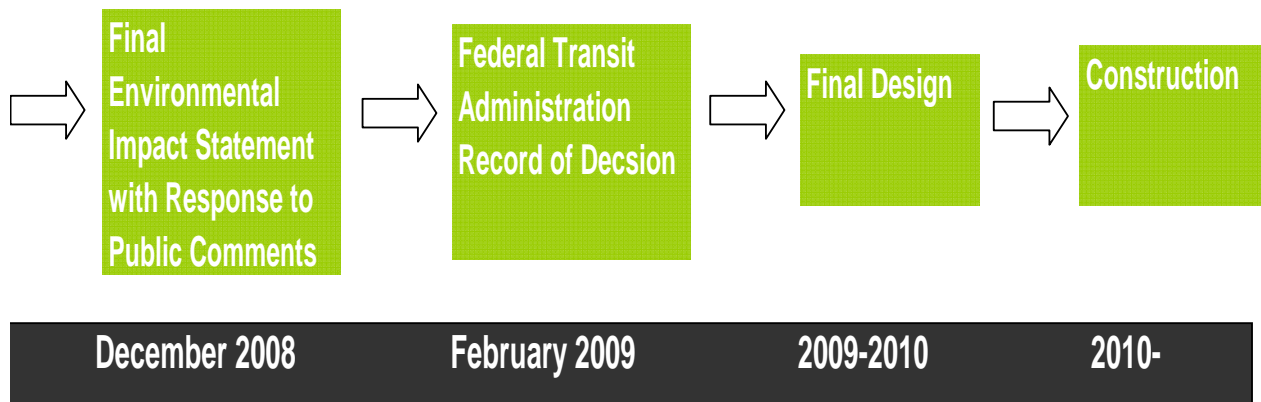 Final
Environmental
Impact Statement
with Response to
Public Comments
Federal Transit
Administration
Record of Decsion
Final Design
Construction
December 2008
February 2009
2009-2010
2010-